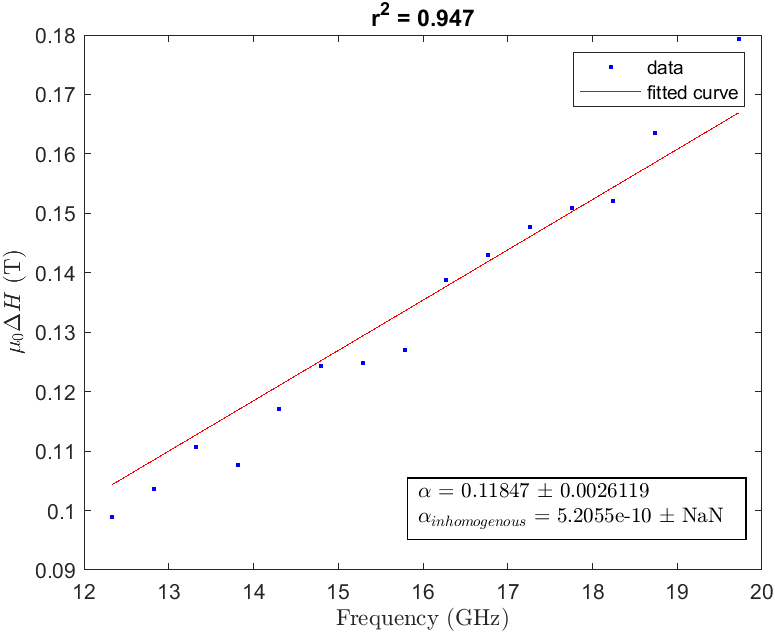 r² = 0.947
0.18
0.17
0.16
0.15
0.14
0.13
0.12
0.11
0.1
0.09
μ₀ΔH (T)
data
fitted curve
α = 0.11847 ± 0.0026119
α_inhomogenous = 5.2055e-10 ± NaN
12 13 14 15 16 17 18 19 20
Frequency (GHz)